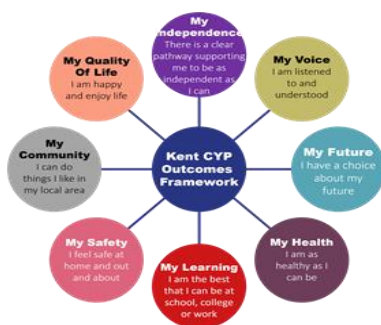 My
Independence
There is a clear
pathway supporting
me to be as
independent as I
can
My Voice
I am listened
to and
understood
My Future
I have a choice
about my
future
My Health
I am as
healthy as I
can be
My Learning
I am the best
that I can be at
school, college
or work
My Safety
I feel safe at
home and out
and about
My
Community
I can do
things I like in
my local area
My Quality
Of Life
I am happy
and enjoy life
Kent CYP
Outcomes
Framework